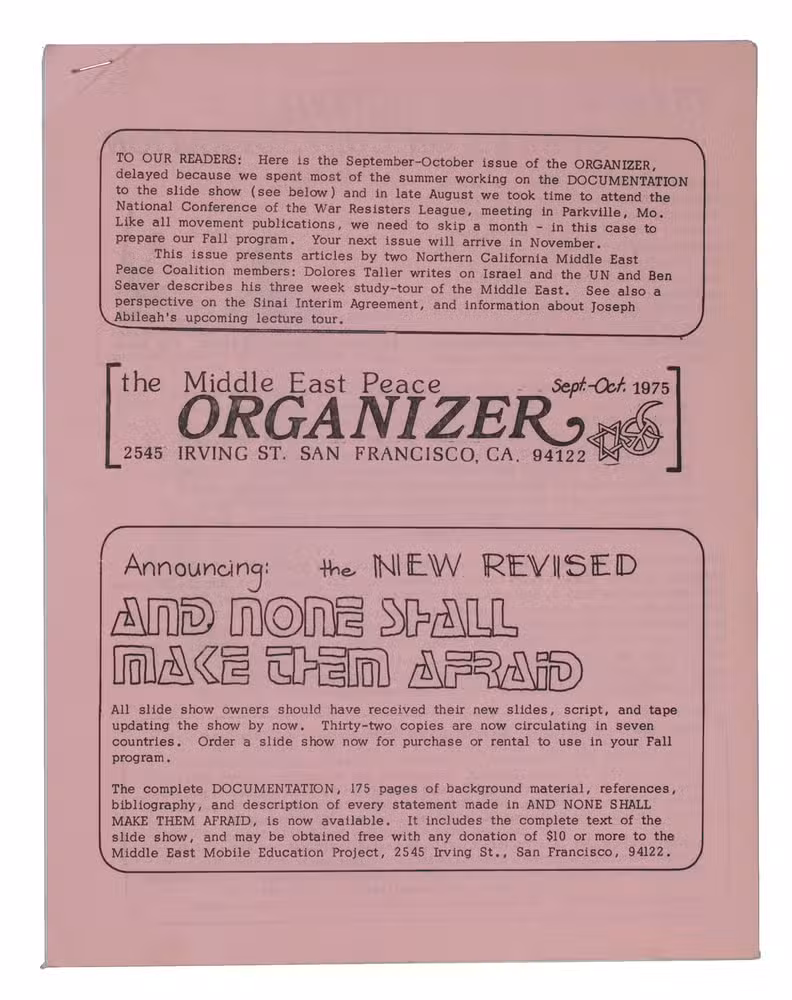 TO OUR READERS: Here is the September-October issue of the ORGANIZER,
delayed because we spent most of the summer working on the DOCUMENTATION
to the slide show (see below) and in late August we took time to attend the
National Conference of the War Resisters League, meeting in Parkville, Mo.
Like all movement publications, we need to skip a month - in this case to
prepare our Fall program. Your next issue will arrive in November.
This issue presents articles by two Northern California Middle East
Peace Coalition members: Dolores Taller writes on Israel and the UN and Ben
Seaver describes his three week study-tour of the Middle East. See also a
perspective on the Sinai Interim Agreement, and information about Joseph
Abileah's upcoming lecture tour.
the Middle East Peace Sept.-Oct. 1975
ORGANIZER
2545 IRVING ST. SAN FRANCISCO, CA. 94122
Announcing: the NEW REVISED
AND NONE SHALL
MAKE THEM AFRAID
All slide show owners should have received their new slides, script, and tape
updating the show by now. Thirty-two copies are now circulating in seven
countries. Order a slide show now for purchase or rental to use in your Fall
program.
The complete DOCUMENTATION, 175 pages of background material, references,
bibliography, and description of every statement made in AND NONE SHALL
MAKE THEM AFRAID, is now available. It includes the complete text of the
slide show, and may be obtained free with any donation of $10 or more to the
Middle East Mobile Education Project, 2545 Irving St., San Francisco, 94122.